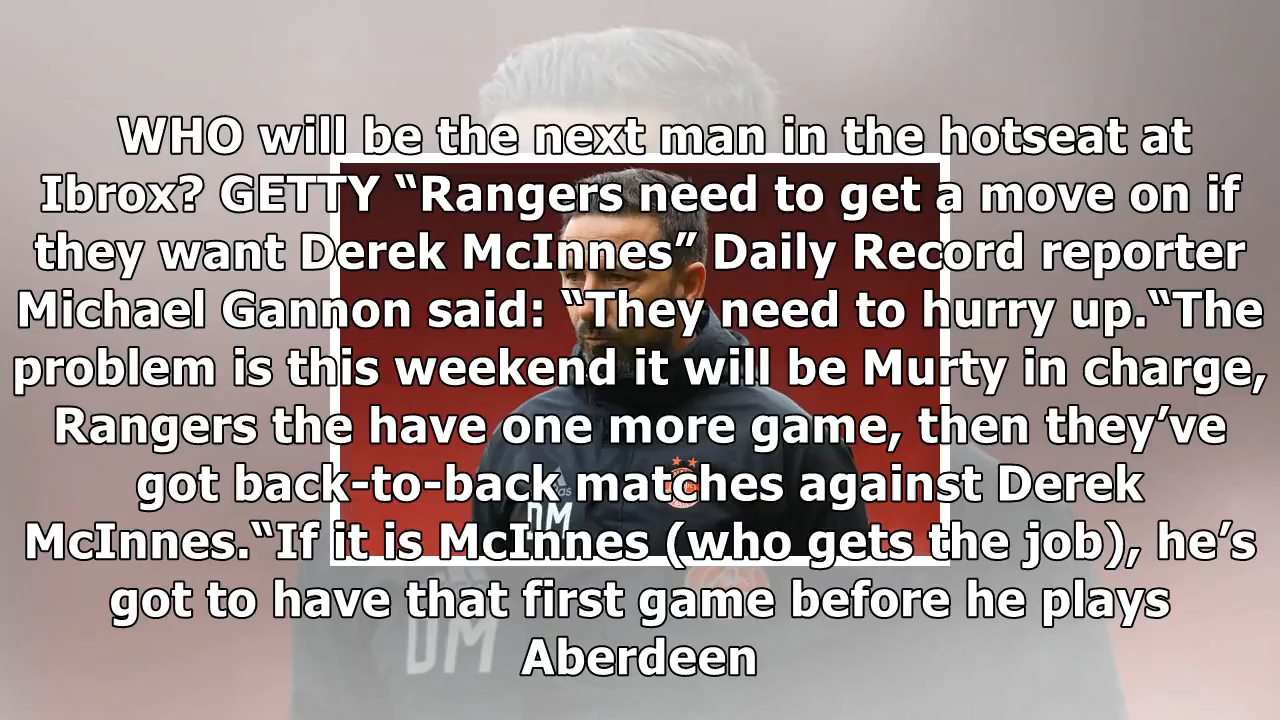 WHO will be the next man in the hotseat at
Ibrox? GETTY “Rangers need to get a move on if
they want Derek McInnes” Daily Record reporter
Michael Gannon said: “They need to hurry up.“The
problem is this weekend it will be Murty in charge,
Rangers the have one more game, then they’ve
got back-to-back matches against Derek
McInnes.“If it is McInnes (who gets the job), he’s
got to have that first game before he plays
Aberdeen
DM
DM